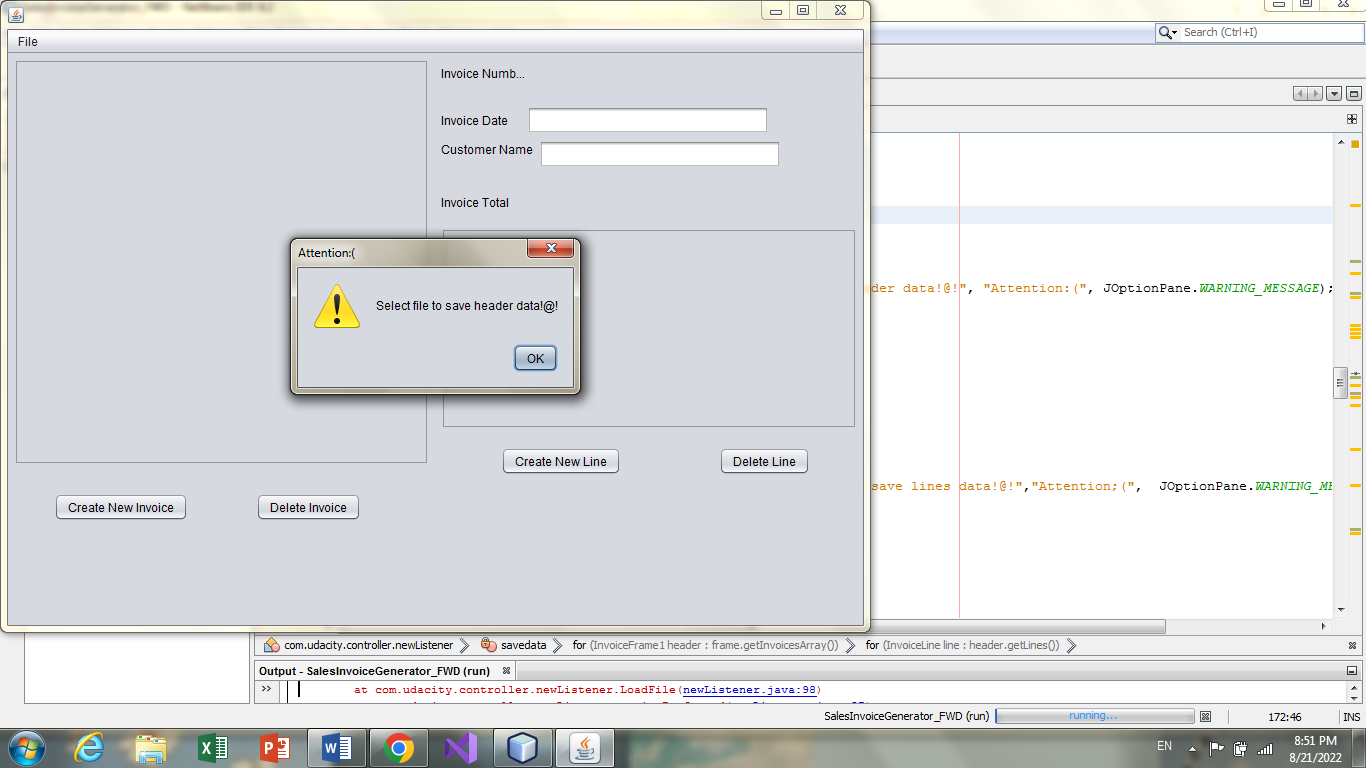 File
Invoice Numb...
Invoice Date
Customer Name
Invoice Total
Attention:(
Select file to save header data!@!
OK
Create New Line
Delete Line
Create New Invoice
Delete Invoice
Search (Ctrl+I)
der data!@!", "Attention:(", JOptionPane.WARNING_MESSAGE);
save lines data!@!","Attention;(", JOptionPane.WARNING_ME
com.udacity.controller.newListener
savedata
for (InvoiceFrame1 header : frame.getInvoicesArray())
for (InvoiceLine line : header.getLines())
Output - SalesInvoiceGenerator_FWD (run)
at com.udacity.controller.newListener.LoadFile(newListener.java:98)
SalesInvoiceGenerator_FWD (run)
running...
172:46
INS
EN
8:51 PM
8/21/2022